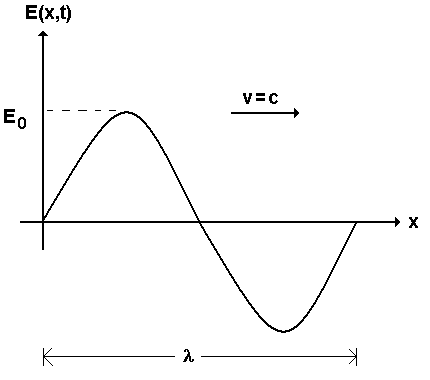 E(x,t)
v = c
E₀
x
λ